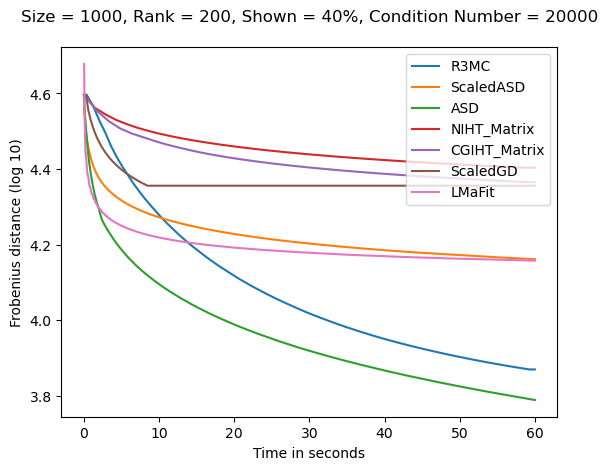 Size = 1000, Rank = 200, Shown = 40%, Condition Number = 20000
R3MC
ScaledASD
ASD
NIHT_Matrix
CGIHT_Matrix
ScaledGD
LMaFit
Frobenius distance (log 10)
4.6
4.4
4.2
4.0
3.8
0 10 20 30 40 50 60
Time in seconds